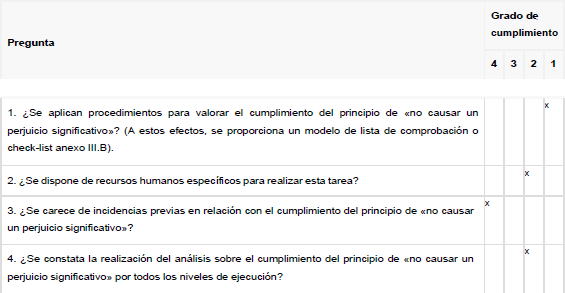 Grado de
cumplimiento
Pregunta
4 3 2 1
1. ¿Se aplican procedimientos para valorar el cumplimiento del principio de «no causar un
perjuicio significativo»? (A estos efectos, se proporciona un modelo de lista de comprobación o
check-list anexo III.B).
x
2. ¿Se dispone de recursos humanos específicos para realizar esta tarea?
x
3. ¿Se carece de incidencias previas en relación con el cumplimiento del principio de «no causar
un perjuicio significativo»?
x
4. ¿Se constata la realización del análisis sobre el cumplimiento del principio de «no causar un
perjuicio significativo» por todos los niveles de ejecución?
x